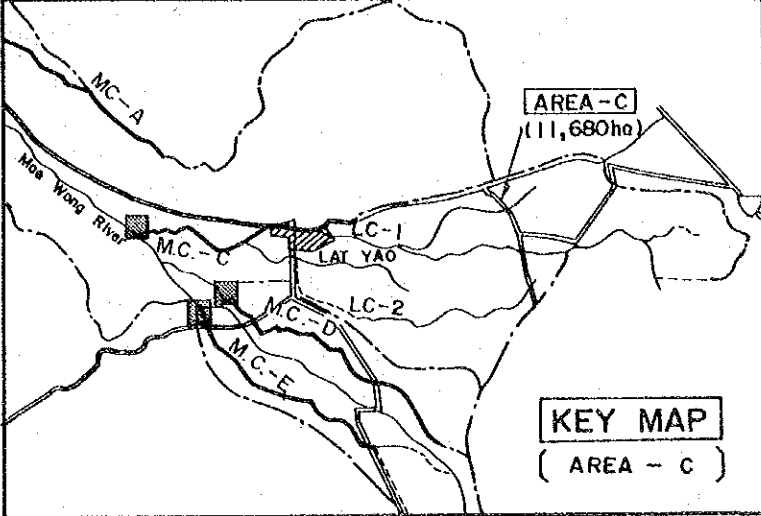 MC-A
AREA-C
(11,680ha)
Moa Wong River
M.C.-C
LC-1
LAT YAO
LC-2
M.C.-D
M.C.-E
KEY MAP
( AREA - C )